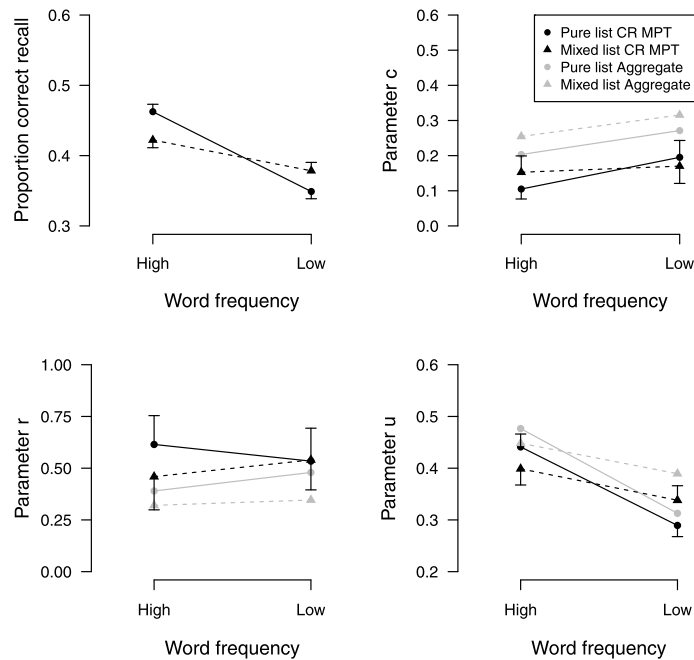 Proportion correct recall
0.6
0.5
0.4
0.3
High
Low
Word frequency
Parameter c
0.6
0.5
0.4
0.3
0.2
0.1
0.0
High
Low
Word frequency
Pure list CR MPT
Mixed list CR MPT
Pure list Aggregate
Mixed list Aggregate
Parameter r
1.00
0.75
0.50
0.25
0.00
High
Low
Word frequency
Parameter u
0.6
0.5
0.4
0.3
0.2
High
Low
Word frequency